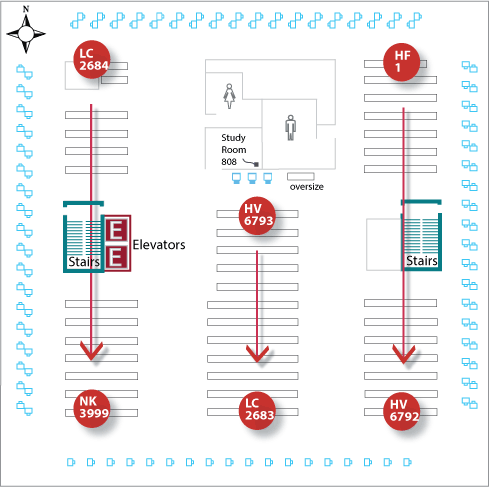 N
LC
2684
HF
1
Study
Room
808
oversize
HV
6793
E
E
Elevators
Stairs
Stairs
NK
3999
LC
2683
HV
6792